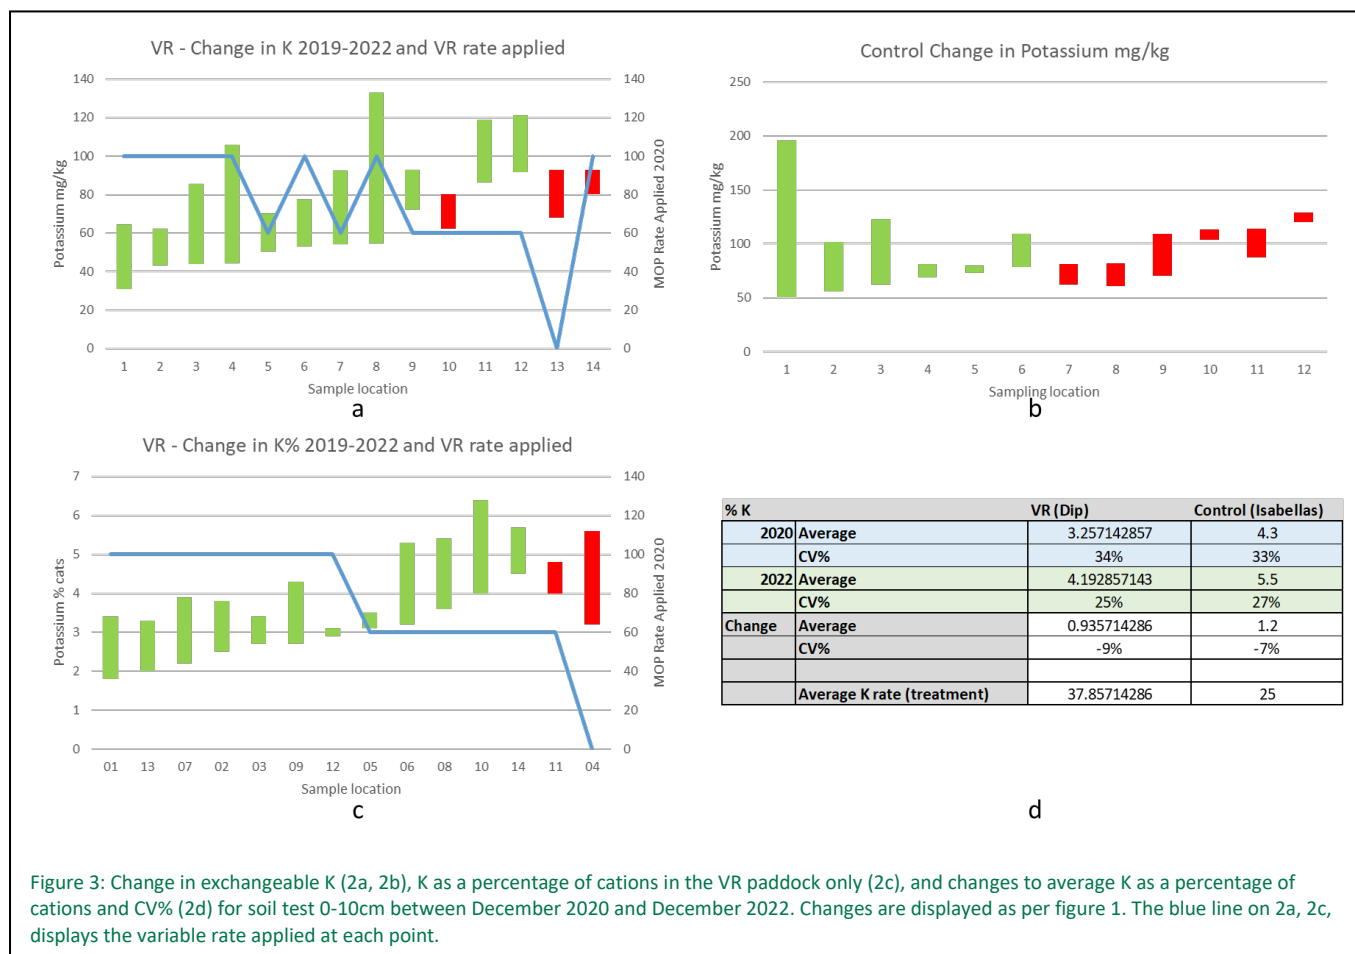 VR - Change in K 2019-2022 and VR rate applied
140
120
100
80
60
40
20
0
Potassium mg/kg
140
120
100
80
60
40
20
0
MOP Rate Applied 2020
1 2 3 4 5 6 7 8 9 10 11 12 13 14
Sample location
a
Control Change in Potassium mg/kg
250
200
150
100
50
0
Potassium mg/kg
1 2 3 4 5 6 7 8 9 10 11 12
Sampling location
b
VR - Change in K% 2019-2022 and VR rate applied
7
6
5
4
3
2
1
0
Potassium % cats
140
120
100
80
60
40
20
0
MOP Rate Applied 2020
01 13 07 02 03 09 12 05 06 08 10 14 11 04
Sample location
c
% K VR (Dip) Control (Isabellas)
2020 Average 3.257142857 4.3
CV% 34% 33%
2022 Average 4.192857143 5.5
CV% 25% 27%
Change Average 0.935714286 1.2
CV% -9% -7%
Average K rate (treatment) 37.85714286 25
d
Figure 3: Change in exchangeable K (2a, 2b), K as a percentage of cations in the VR paddock only (2c), and changes to average K as a percentage of
cations and CV% (2d) for soil test 0-10cm between December 2020 and December 2022. Changes are displayed as per figure 1. The blue line on 2a, 2c,
displays the variable rate applied at each point.